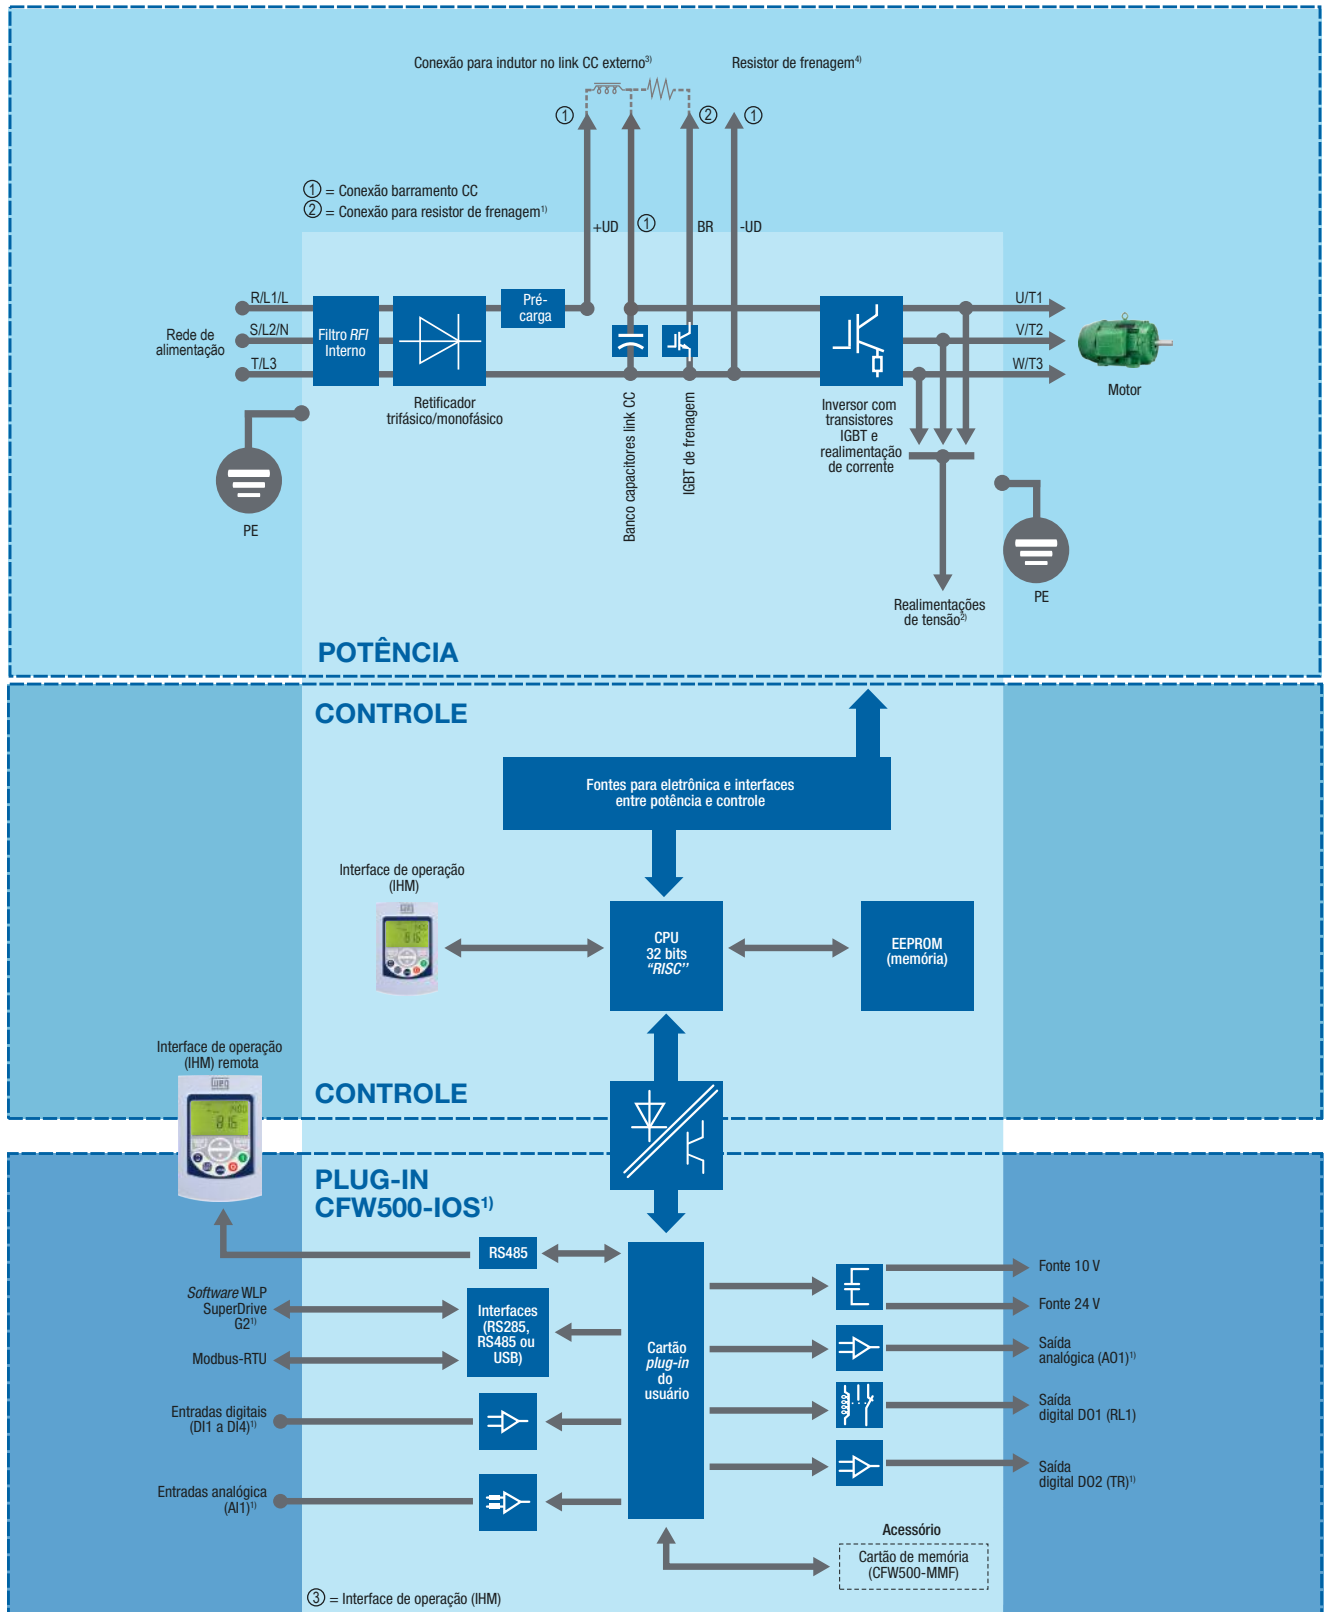 Conexão para indutor no link CC externo3)
Resistor de frenagem4)
1
2
1
1 = Conexão barramento CC
2 = Conexão para resistor de frenagem1)
+UD
1
BR
-UD
R/L1/L
S/L2/N
T/L3
Rede de
alimentação
Filtro RFI
Interno
Pré-
carga
Retificador
trifásico/monofásico
Banco capacitores link CC
IGBT de frenagem
Inversor com
transistores
IGBT e
realimentação
de corrente
U/T1
V/T2
W/T3
Motor
PE
PE
Realimentações
de tensão2)
POTÊNCIA
CONTROLE
Fontes para eletrônica e interfaces
entre potência e controle
Interface de operação
(IHM)
CPU
32 bits
“RISC”
EEPROM
(memória)
Interface de operação
(IHM) remota
CONTROLE
PLUG-IN
CFW500-IOS1)
RS485
Software WLP
SuperDrive
G21)
Modbus-RTU
Interfaces
(RS285,
RS485 ou
USB)
Entradas digitais
(DI1 a DI4)1)
Entradas analógica
(AI1)1)
Cartão
plug-in
do
usuário
Fonte 10 V
Fonte 24 V
Saída
analógica (AO1)1)
Saída
digital DO1 (RL1)
Saída
digital DO2 (TR)1)
Acessório
Cartão de memória
(CFW500-MMF)
3 = Interface de operação (IHM)